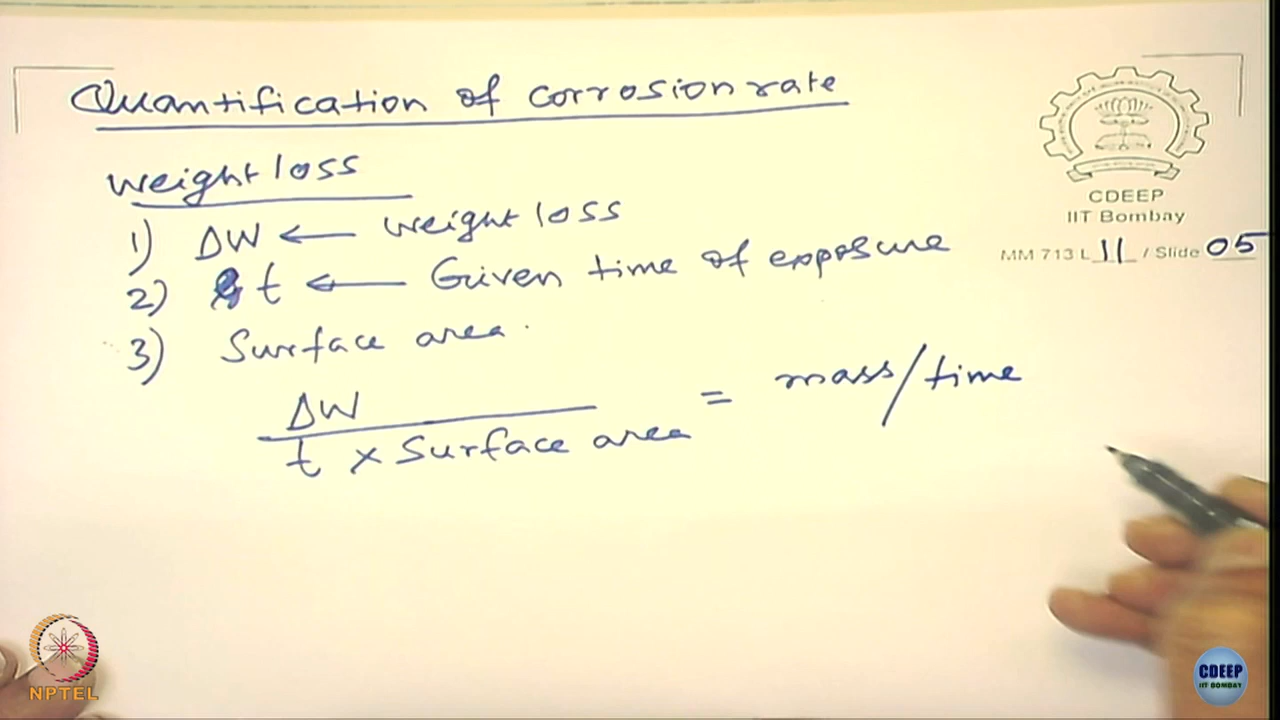 Quantification of corrosion rate
Weight loss
1) ΔW ← Weight loss
2) t ← Given time of exposure
3) Surface area.
ΔW
t × Surface area
= mass/time
CDEEP
IIT Bombay
MM 713 L 11 / Slide 05
NPTEL
CDEEP
IIT BOMBAY